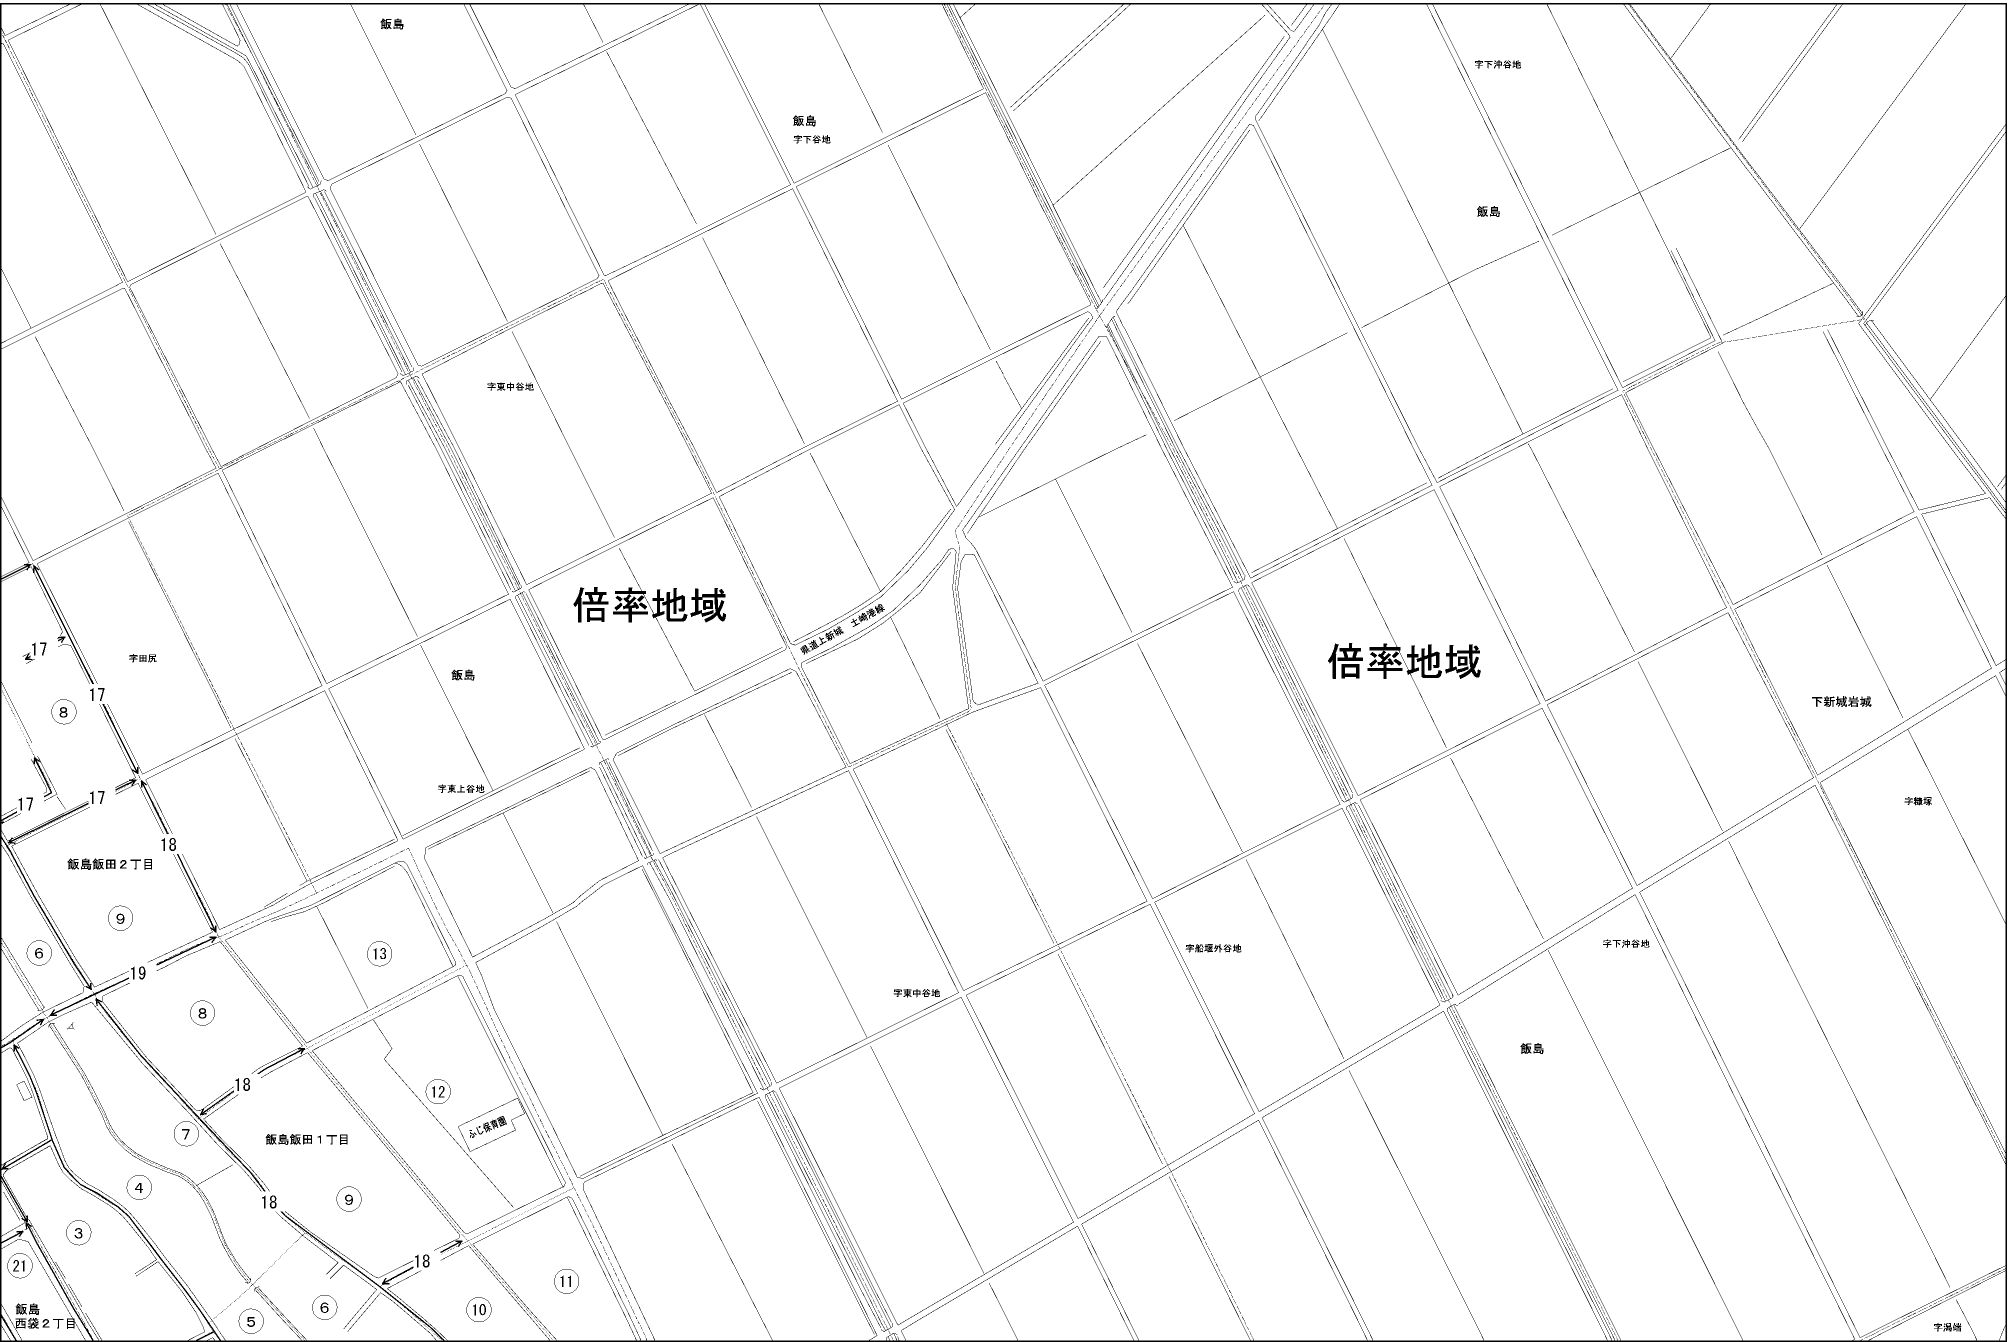 飯島
字下沖谷地
飯島
字下谷地
飯島
字東中谷地
倍率地域
県道上新城　土崎港線
倍率地域
17
字田尻
飯島
17
⑧
下新城岩城
字東上谷地
17
17
字糠塚
18
飯島飯田２丁目
⑨
⑥
⑬
字下沖谷地
字船堰外谷地
19
字東中谷地
⑧
飯島
18
⑫
ふじ保育園
⑦
飯島飯田１丁目
④
⑨
18
③
18
㉑
⑪
⑥
⑩
飯島
西袋２丁目
⑤
字潟端